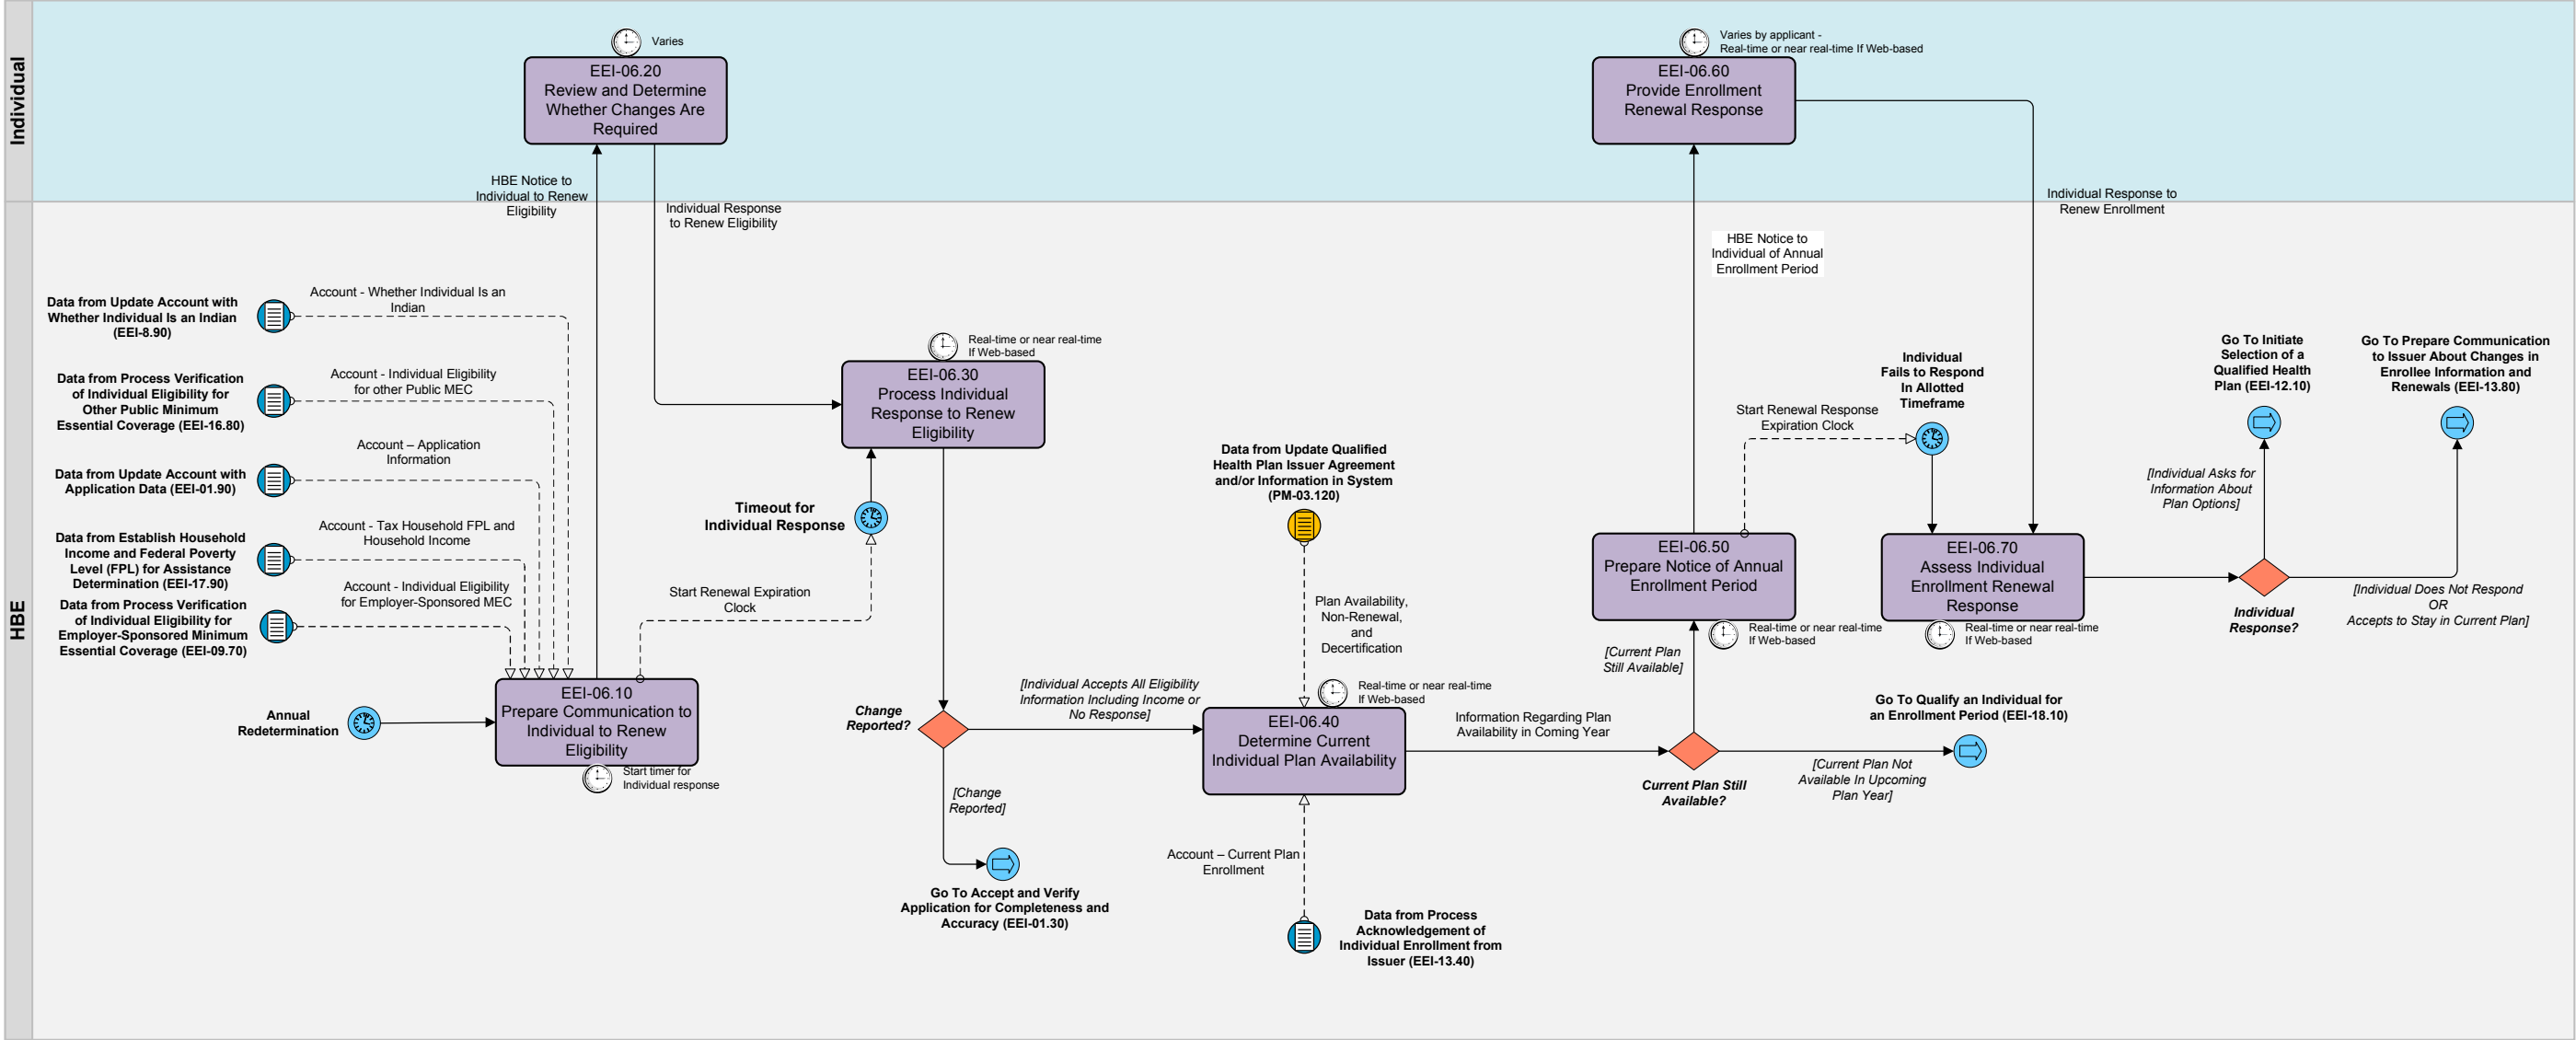 Individual
Varies
EEI-06.20
Review and Determine
Whether Changes Are
Required
Varies by applicant -
Real-time or near real-time If Web-based
EEI-06.60
Provide Enrollment
Renewal Response
HBE Notice to
Individual to Renew
Eligibility
Individual Response
to Renew Eligibility
Individual Response to
Renew Enrollment
HBE
HBE Notice to
Individual of Annual
Enrollment Period
Data from Update Account with
Whether Individual Is an Indian
(EEI-8.90)
Account - Whether Individual Is an
Indian
Data from Process Verification
of Individual Eligibility for
Other Public Minimum
Essential Coverage (EEI-16.80)
Account - Individual Eligibility
for other Public MEC
Data from Update Account with
Application Data (EEI-01.90)
Account – Application
Information
Data from Establish Household
Income and Federal Poverty
Level (FPL) for Assistance
Determination (EEI-17.90)
Account - Tax Household FPL and
Household Income
Data from Process Verification
of Individual Eligibility for
Employer-Sponsored Minimum
Essential Coverage (EEI-09.70)
Account - Individual Eligibility
for Employer-Sponsored MEC
Annual
Redetermination
EEI-06.10
Prepare Communication to
Individual to Renew
Eligibility
Start timer for
Individual response
Start Renewal Expiration
Clock
Timeout for
Individual Response
Real-time or near real-time
If Web-based
EEI-06.30
Process Individual
Response to Renew
Eligibility
Change
Reported?
[Individual Accepts All Eligibility
Information Including Income or
No Response]
[Change
Reported]
Go To Accept and Verify
Application for Completeness and
Accuracy (EEI-01.30)
Data from Update Qualified
Health Plan Issuer Agreement
and/or Information in System
(PM-03.120)
Plan Availability,
Non-Renewal,
and
Decertification
Real-time or near real-time
If Web-based
EEI-06.40
Determine Current
Individual Plan Availability
Account – Current Plan
Enrollment
Data from Process
Acknowledgement of
Individual Enrollment from
Issuer (EEI-13.40)
Information Regarding Plan
Availability in Coming Year
Current Plan Still
Available?
[Current Plan
Still Available]
[Current Plan Not
Available In Upcoming
Plan Year]
Go To Qualify an Individual for
an Enrollment Period (EEI-18.10)
EEI-06.50
Prepare Notice of Annual
Enrollment Period
Real-time or near real-time
If Web-based
Start Renewal Response
Expiration Clock
Individual
Fails to Respond
In Allotted
Timeframe
EEI-06.70
Assess Individual
Enrollment Renewal
Response
Real-time or near real-time
If Web-based
Individual
Response?
[Individual Asks for
Information About
Plan Options]
Go To Initiate
Selection of a
Qualified Health
Plan (EEI-12.10)
Go To Prepare Communication
to Issuer About Changes in
Enrollee Information and
Renewals (EEI-13.80)
[Individual Does Not Respond
OR
Accepts to Stay in Current Plan]